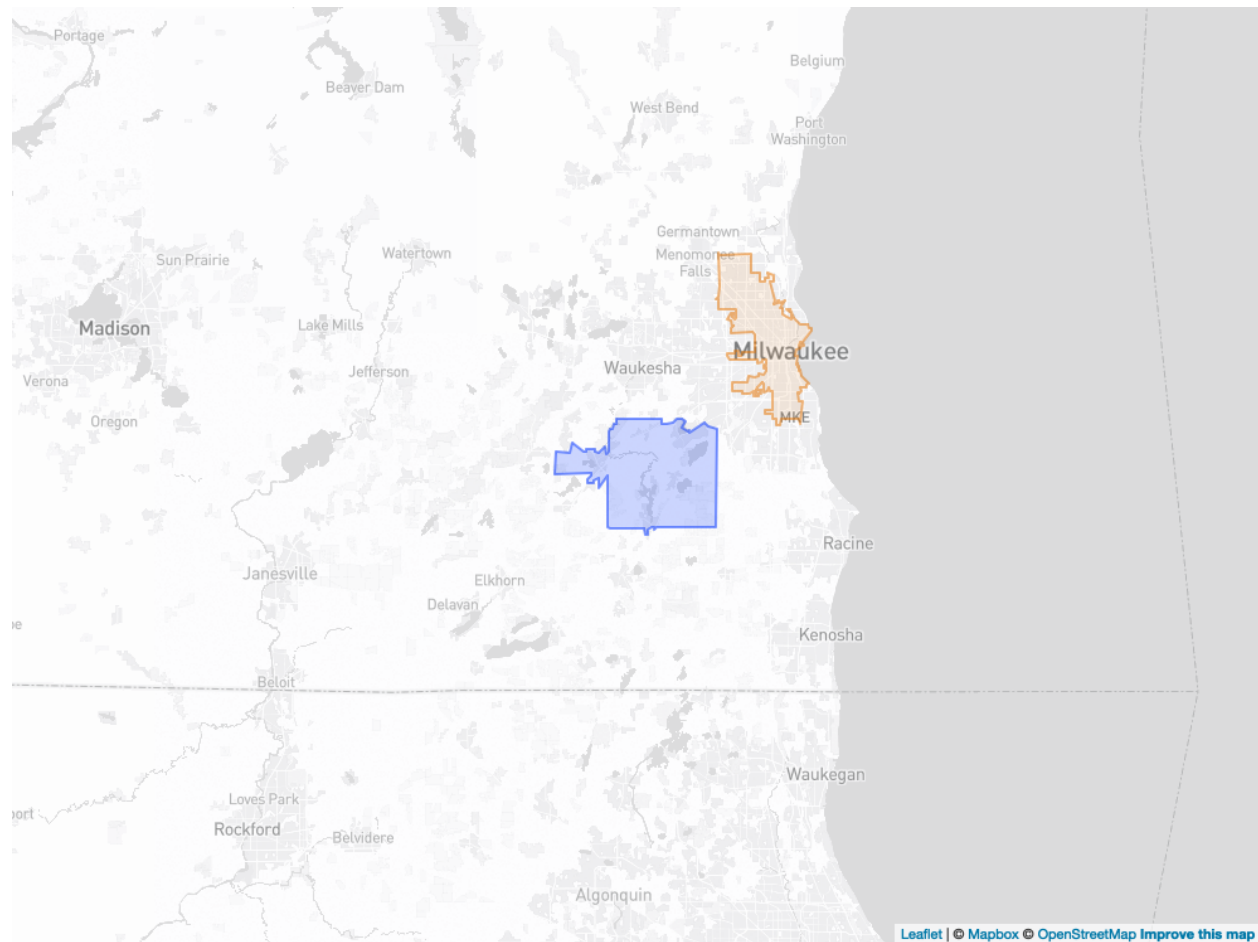 Portage
Belgium
Beaver Dam
West Bend
Port
Washington
Germantown
Menomonee
Falls
Watertown
Sun Prairie
Madison
Lake Mills
Milwaukee
Waukesha
Jefferson
Verona
Oregon
MKE
Racine
Janesville
Elkhorn
Delavan
Kenosha
Beloit
Waukegan
Loves Park
Rockford
Belvidere
Algonquin
Leaflet | © Mapbox © OpenStreetMap Improve this map